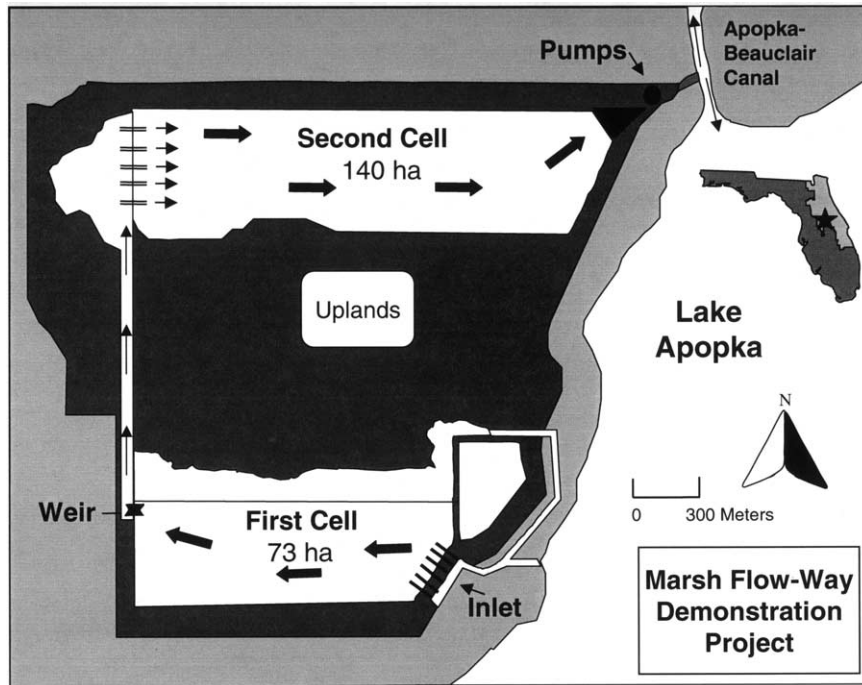 Apopka-
Beauclair
Canal
Pumps
Second Cell
140 ha
Uplands
Lake
Apopka
N
0 300 Meters
Weir
First Cell
73 ha
Inlet
Marsh Flow-Way
Demonstration
Project